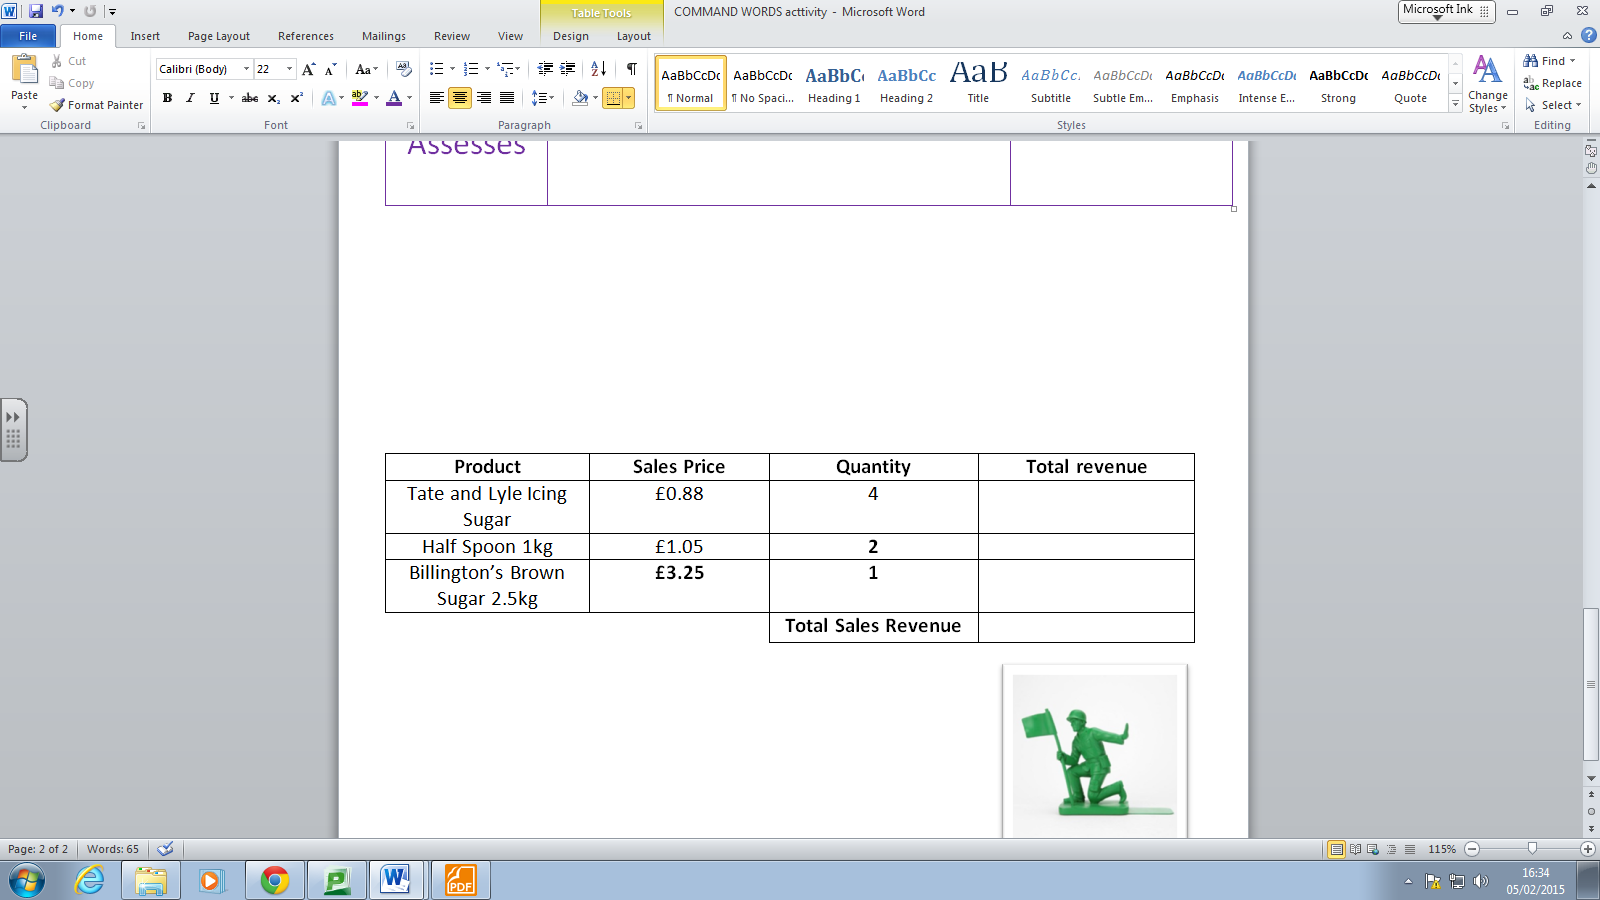 Table Tools
COMMAND WORDS acttivity - Microsoft Word
Microsoft Ink
File Home Insert Page Layout References Mailings Review View Design Layout
Paste
Cut
Copy
Format Painter
Clipboard
Calibri (Body) 22
Font
Paragraph
AaBbCcDc AaBbCcDc AaBbC AaBbCc AaB AaBbCc. AaBbCcDc AaBbCcDc AaBbCcDc AaBbCcDc AaBbCcDc
¶ Normal ¶ No Spaci... Heading 1 Heading 2 Title Subtitle Subtle Em... Emphasis Intense E... Strong Quote
Styles
Change
Styles
Find
Replace
Select
Editing
Assesses
Product Sales Price Quantity Total revenue
Tate and Lyle Icing £0.88 4
Sugar
Half Spoon 1kg £1.05 2
Billington’s Brown £3.25 1
Sugar 2.5kg
Total Sales Revenue
Page: 2 of 2 Words: 65 115%
PDF
16:34
05/02/2015